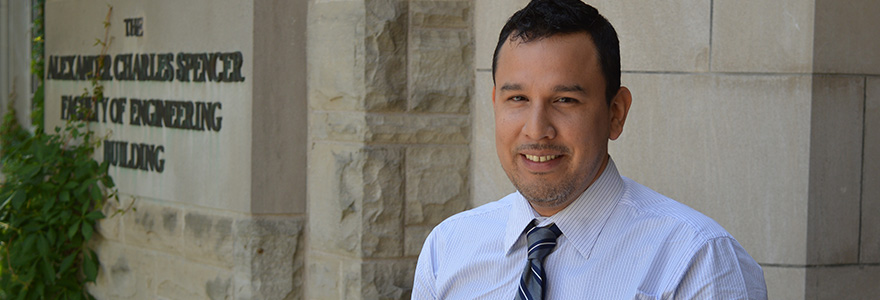 THE
ALEXANDER CHARLES SPENCER
FACULTY OF ENGINEERING
BUILDING